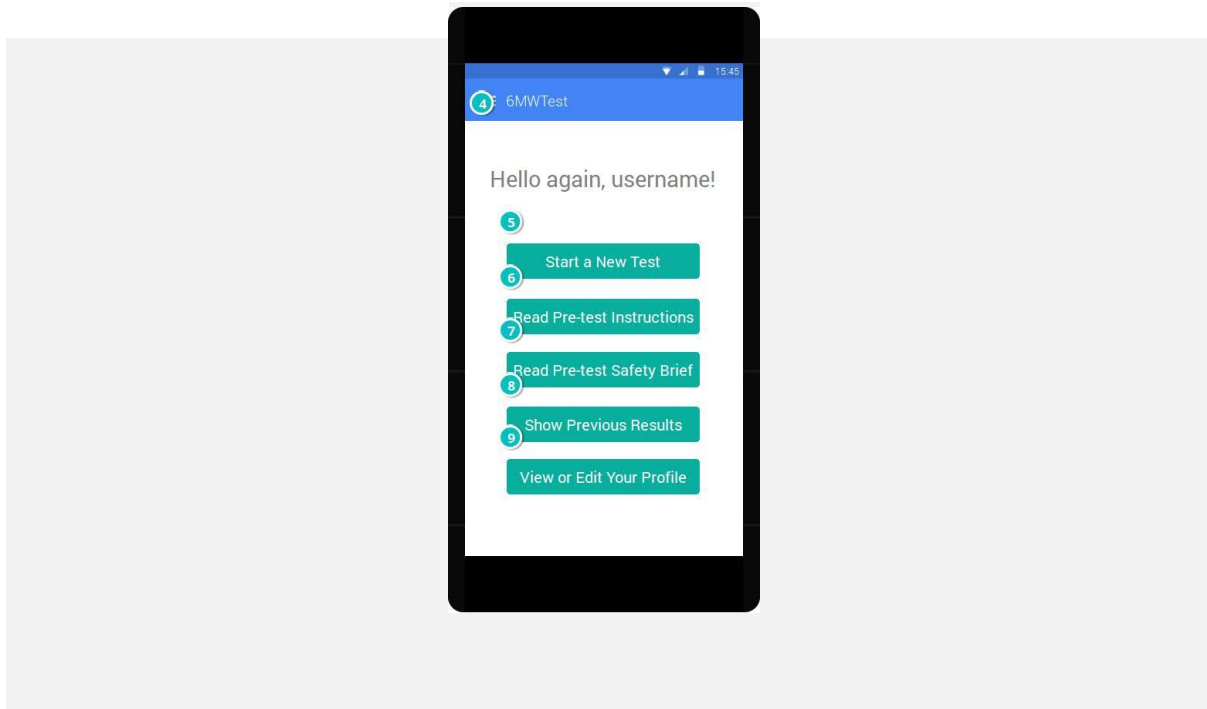 15:45
4 6MWTest
Hello again, username!
5
Start a New Test
6
Read Pre-test Instructions
7
Read Pre-test Safety Brief
8
Show Previous Results
9
View or Edit Your Profile